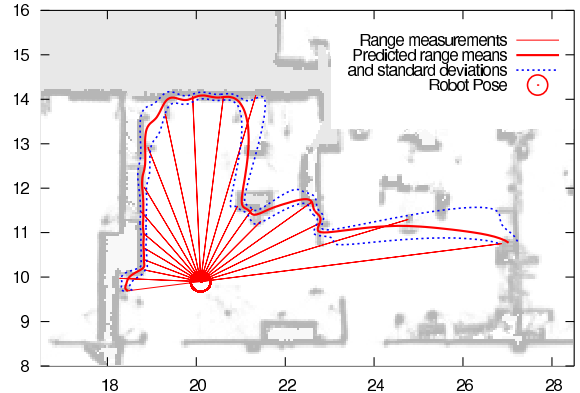 16
15
14
13
12
11
10
9
8
Range measurements
Predicted range means
and standard deviations
Robot Pose
18 20 22 24 26 28